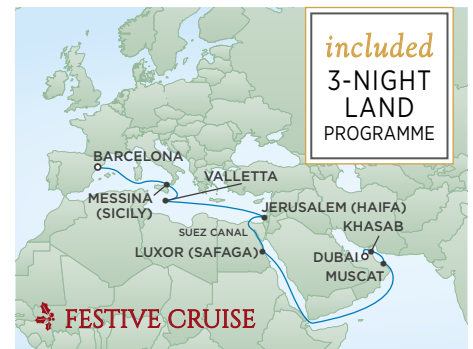 included
3-NIGHT
LAND
PROGRAMME
BARCELONA
VALLETTA
MESSINA
(SICILY)
JERUSALEM (HAIFA)
KHASAB
SUEZ CANAL
LUXOR (SAFAGA)
DUBAI
MUSCAT
FESTIVE CRUISE